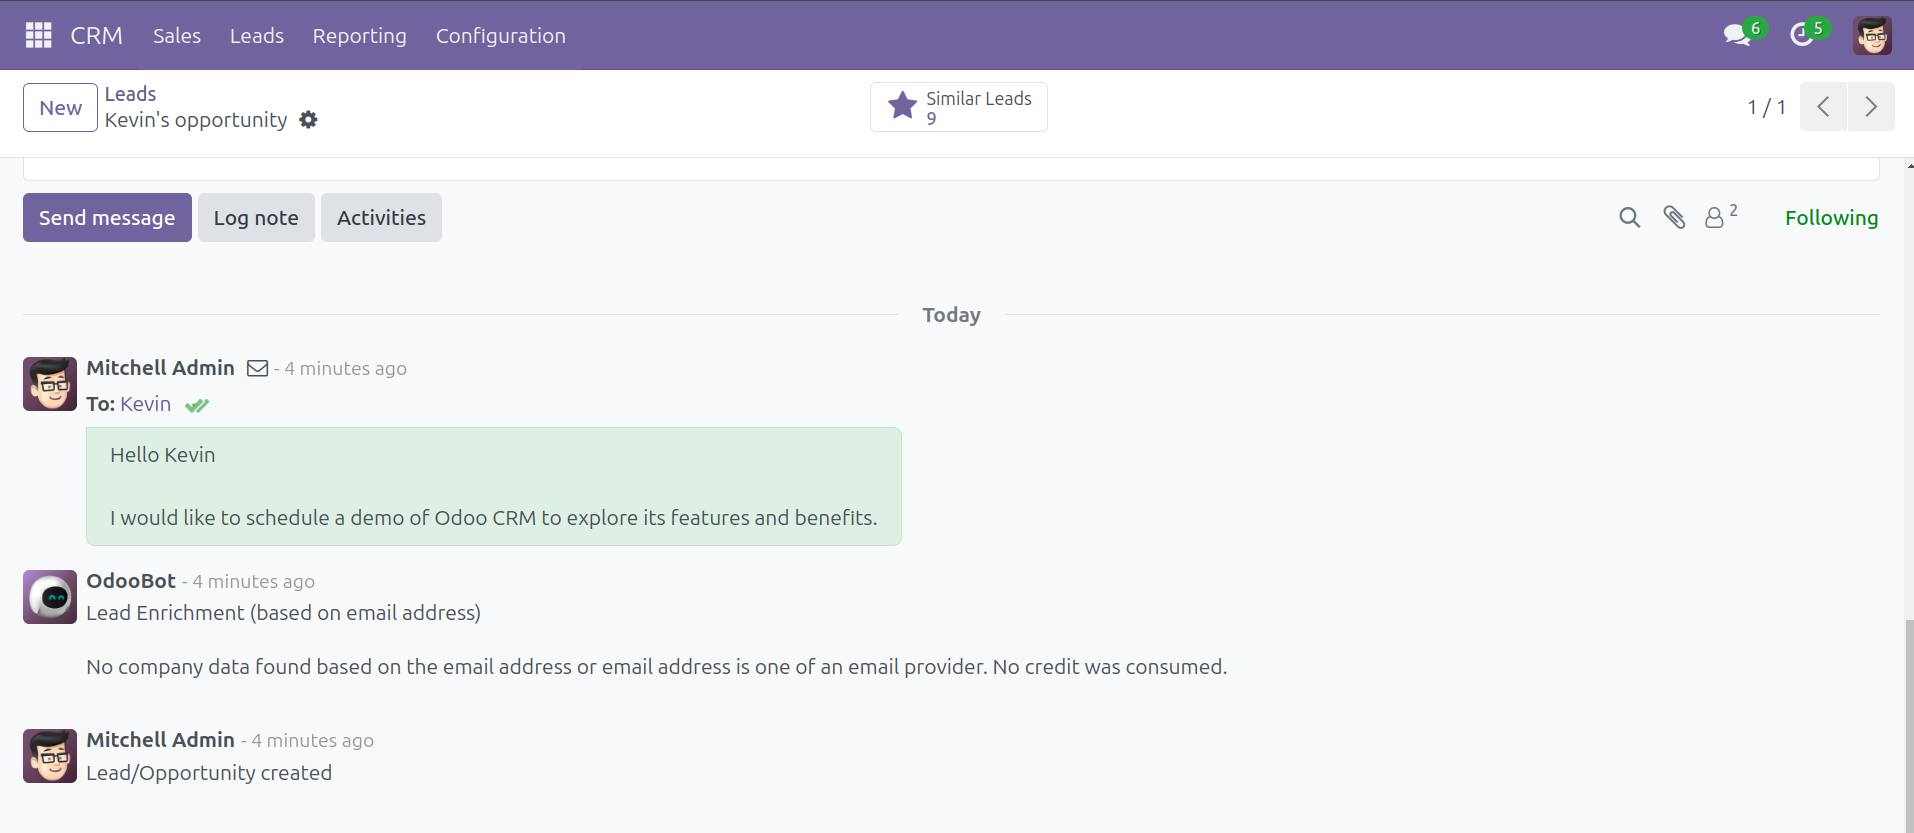 CRM Sales Leads Reporting Configuration 6 5
New Leads Similar Leads 1 / 1
Kevin's opportunity 9
Send message Log note Activities 2 Following
Today
Mitchell Admin - 4 minutes ago
To: Kevin
Hello Kevin
I would like to schedule a demo of Odoo CRM to explore its features and benefits.
OdooBot - 4 minutes ago
Lead Enrichment (based on email address)
No company data found based on the email address or email address is one of an email provider. No credit was consumed.
Mitchell Admin - 4 minutes ago
Lead/Opportunity created